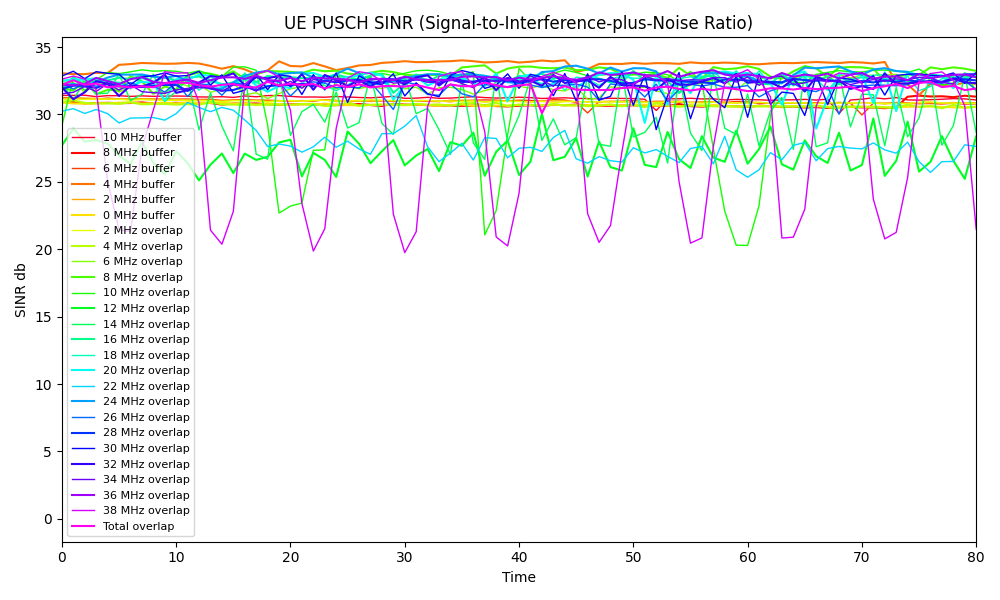 UE PUSCH SINR (Signal-to-Interference-plus-Noise Ratio)
35
30
25
20
15
10
5
0
SINR db
10 MHz buffer
8 MHz buffer
6 MHz buffer
4 MHz buffer
2 MHz buffer
0 MHz buffer
2 MHz overlap
4 MHz overlap
6 MHz overlap
8 MHz overlap
10 MHz overlap
12 MHz overlap
14 MHz overlap
16 MHz overlap
18 MHz overlap
20 MHz overlap
22 MHz overlap
24 MHz overlap
26 MHz overlap
28 MHz overlap
30 MHz overlap
32 MHz overlap
34 MHz overlap
36 MHz overlap
38 MHz overlap
Total overlap
0 10 20 30 40 50 60 70 80
Time